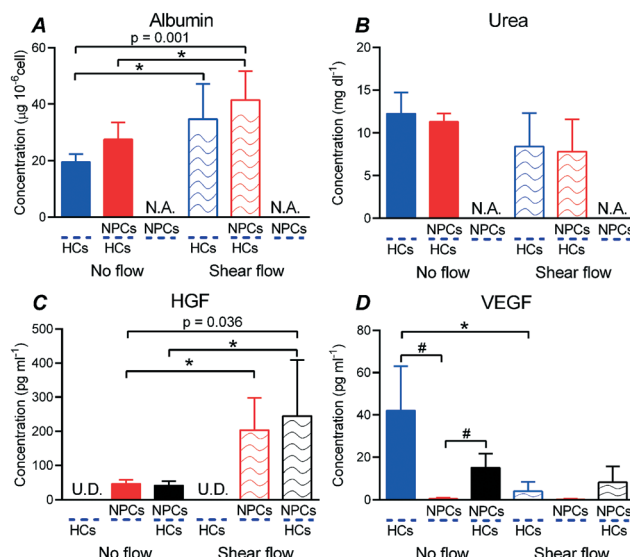 A Albumin
Concentration (μg 10⁻⁶cell)
60
40
20
0
p = 0.001
*
*
N.A.
N.A.
NPCs NPCs NPCs NPCs
HCs HCs HCs HCs
No flow Shear flow
B Urea
Concentration (mg dl⁻¹)
20
15
10
5
0
N.A.
N.A.
NPCs NPCs NPCs NPCs
HCs HCs HCs HCs
No flow Shear flow
C HGF
Concentration (pg ml⁻¹)
500
400
300
200
100
0
p = 0.036
*
*
U.D.
U.D.
NPCs NPCs NPCs NPCs
HCs HCs HCs HCs
No flow Shear flow
D VEGF
Concentration (pg ml⁻¹)
80
60
40
20
0
*
#
#
NPCs NPCs NPCs NPCs
HCs HCs HCs HCs
No flow Shear flow